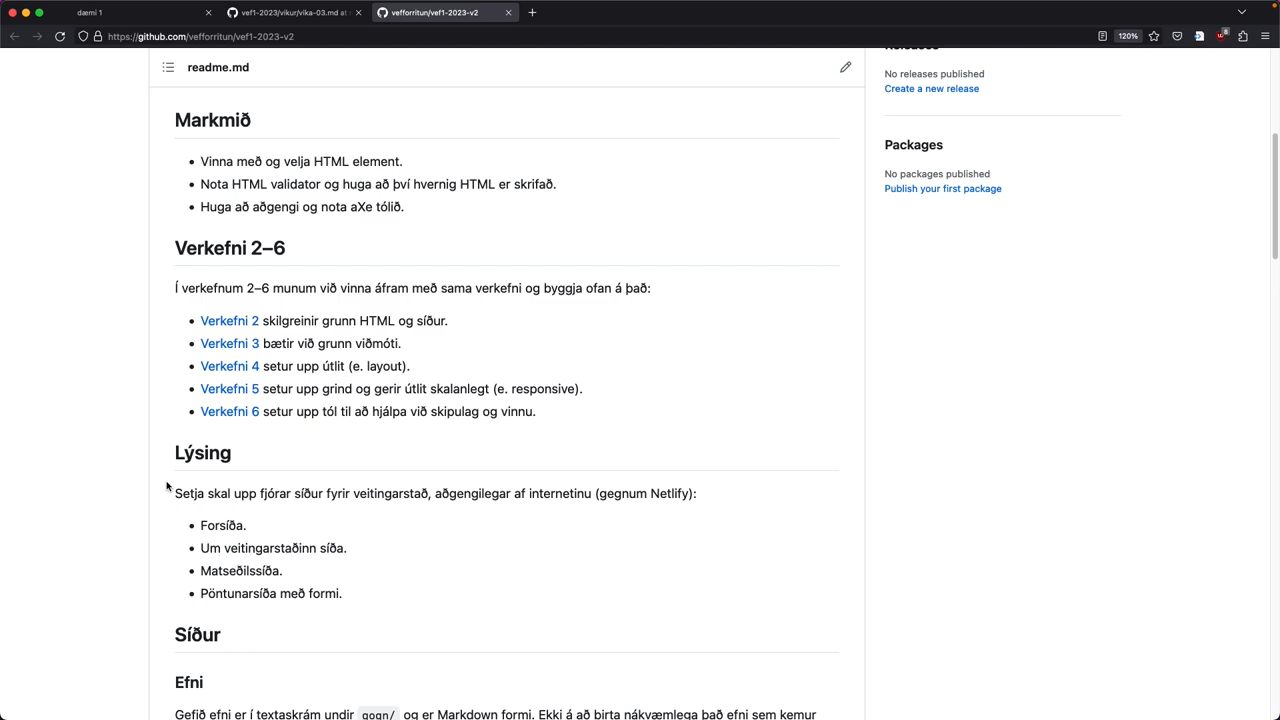 dæmi 1
vef1-2023/vikur/vika-03.md at
vefforritun/vef1-2023-v2
https://github.com/vefforritun/vef1-2023-v2
120%
readme.md
Markmið
Vinna með og velja HTML element.
Nota HTML validator og huga að því hvernig HTML er skrifað.
Huga að aðgengi og nota aXe tólið.
Verkefni 2–6
Í verkefnum 2–6 munum við vinna áfram með sama verkefni og byggja ofan á það:
Verkefni 2 skilgreinir grunn HTML og síður.
Verkefni 3 bætir við grunn viðmóti.
Verkefni 4 setur upp útlit (e. layout).
Verkefni 5 setur upp grind og gerir útlit skalanlegt (e. responsive).
Verkefni 6 setur upp tól til að hjálpa við skipulag og vinnu.
Lýsing
Setja skal upp fjórar síður fyrir veitingarstað, aðgengilegar af internetinu (gegnum Netlify):
Forsíða.
Um veitingarstaðinn síða.
Matseðilssíða.
Pöntunarsíða með formi.
Síður
Efni
Gefið efni er í textaskrám undir gogn/ og er Markdown formi. Ekki á að birta nákvæmlega það efni sem kemur
Releases
No releases published
Create a new release
Packages
No packages published
Publish your first package